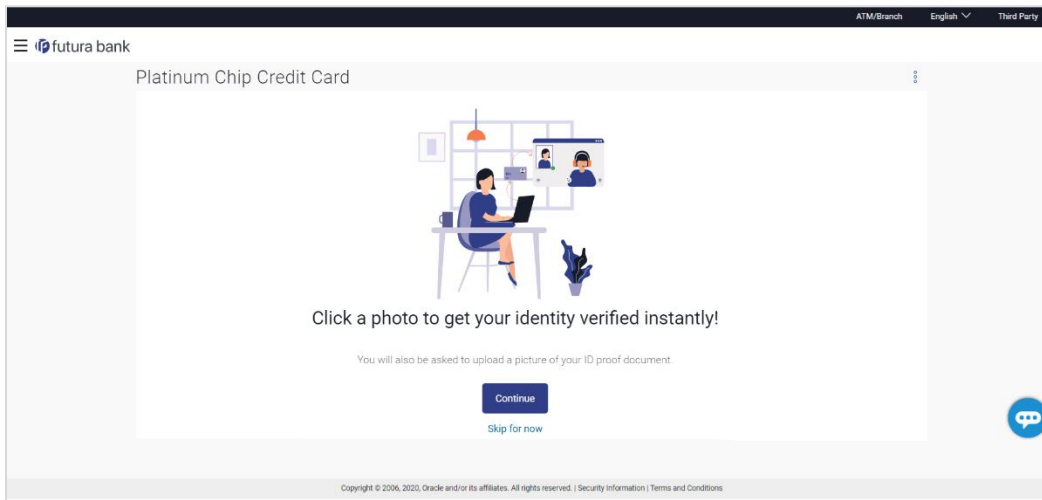 ATM/Branch English Third Party
futura bank
Platinum Chip Credit Card
Click a photo to get your identity verified instantly!
You will also be asked to upload a picture of your ID proof document.
Continue
Skip for now
Copyright © 2006, 2020, Oracle and/or its affiliates. All rights reserved. | Security Information | Terms and Conditions